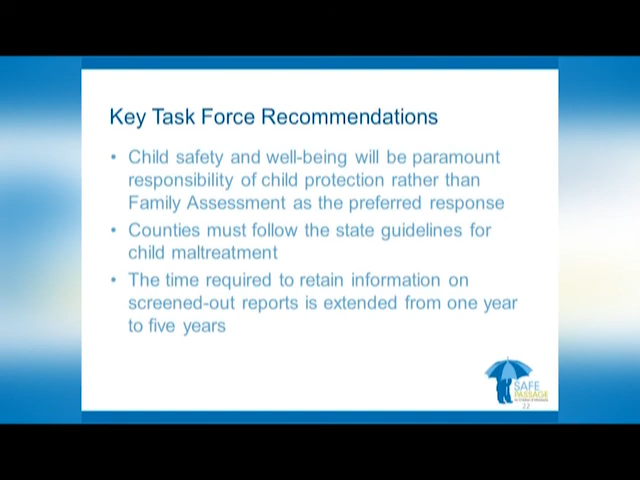 Key Task Force Recommendations
• Child safety and well-being will be paramount
responsibility of child protection rather than
Family Assessment as the preferred response
• Counties must follow the state guidelines for
child maltreatment
• The time required to retain information on
screened-out reports is extended from one year
to five years
SAFE
PASSAGE
22